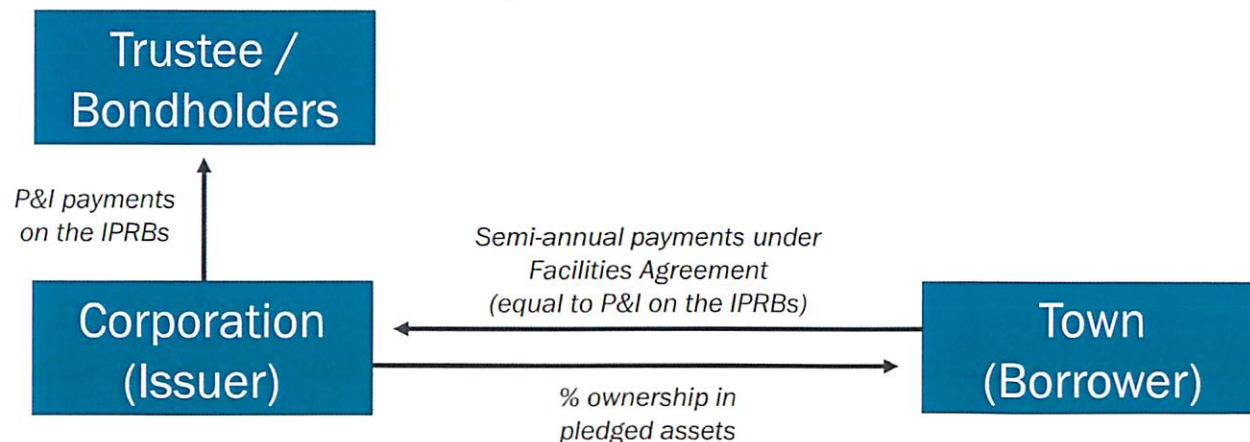 Trustee /
Bondholders
P&I payments
on the IPRBs
Semi-annual payments under
Facilities Agreement
(equal to P&I on the IPRBs)
Corporation
(Issuer)
Town
(Borrower)
% ownership in
pledged assets